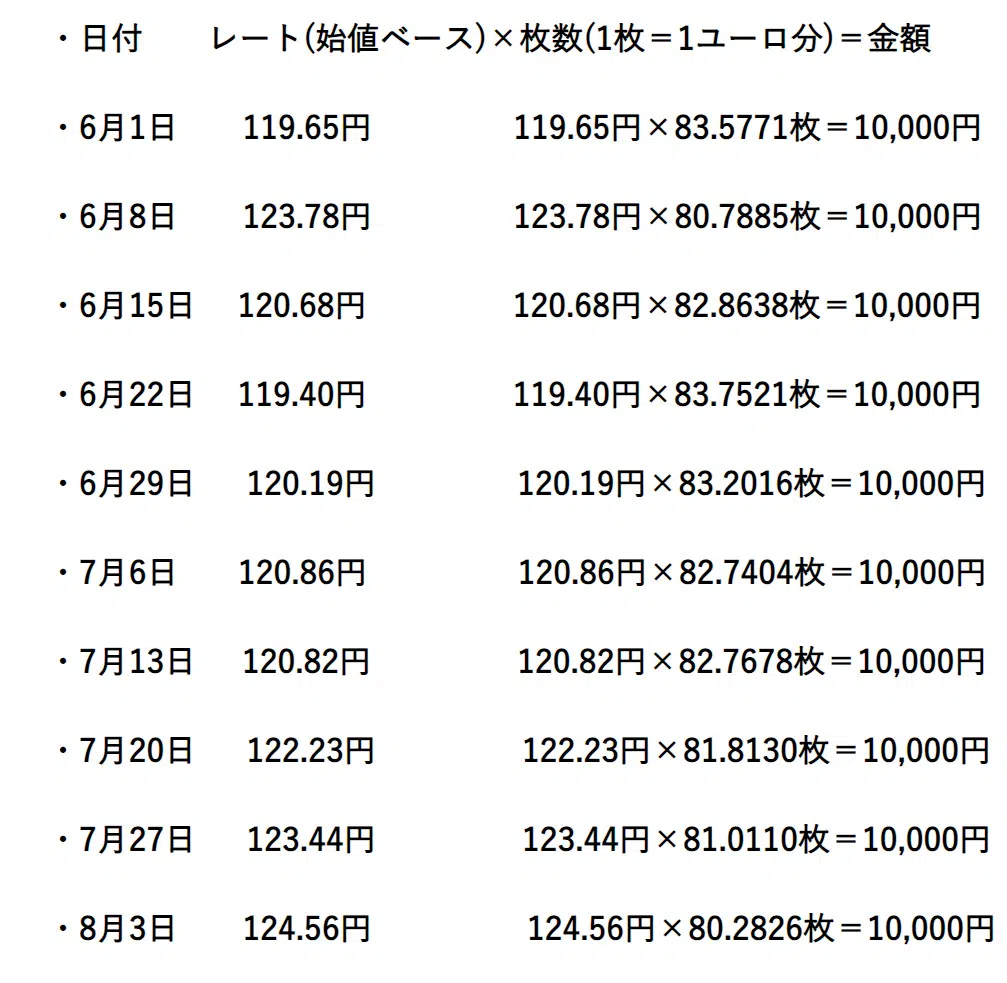 ・日付　　レート(始値ベース)×枚数(1枚＝1ユーロ分)＝金額
・6月1日　　119.65円　　　　119.65円×83.5771枚＝10,000円
・6月8日　　123.78円　　　　123.78円×80.7885枚＝10,000円
・6月15日　 120.68円　　　　120.68円×82.8638枚＝10,000円
・6月22日　 119.40円　　　　119.40円×83.7521枚＝10,000円
・6月29日　 120.19円　　　　120.19円×83.2016枚＝10,000円
・7月6日　　120.86円　　　　120.86円×82.7404枚＝10,000円
・7月13日　 120.82円　　　　120.82円×82.7678枚＝10,000円
・7月20日　 122.23円　　　　122.23円×81.8130枚＝10,000円
・7月27日　 123.44円　　　　123.44円×81.0110枚＝10,000円
・8月3日　　124.56円　　　　124.56円×80.2826枚＝10,000円